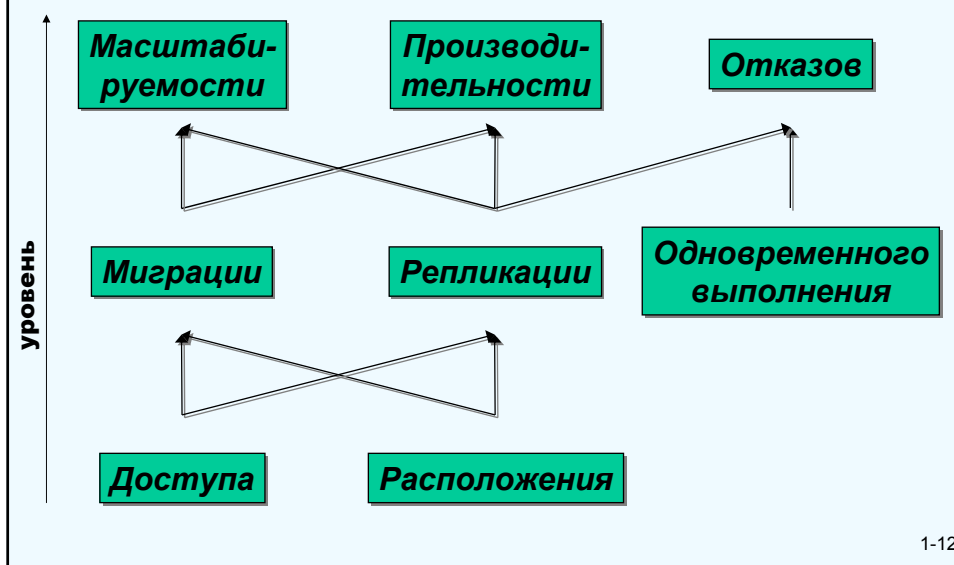 Масштаби-
руемости
Производи-
тельности
Отказов
уровень
Миграции
Репликации
Одновременного
выполнения
Доступа
Расположения
1-12